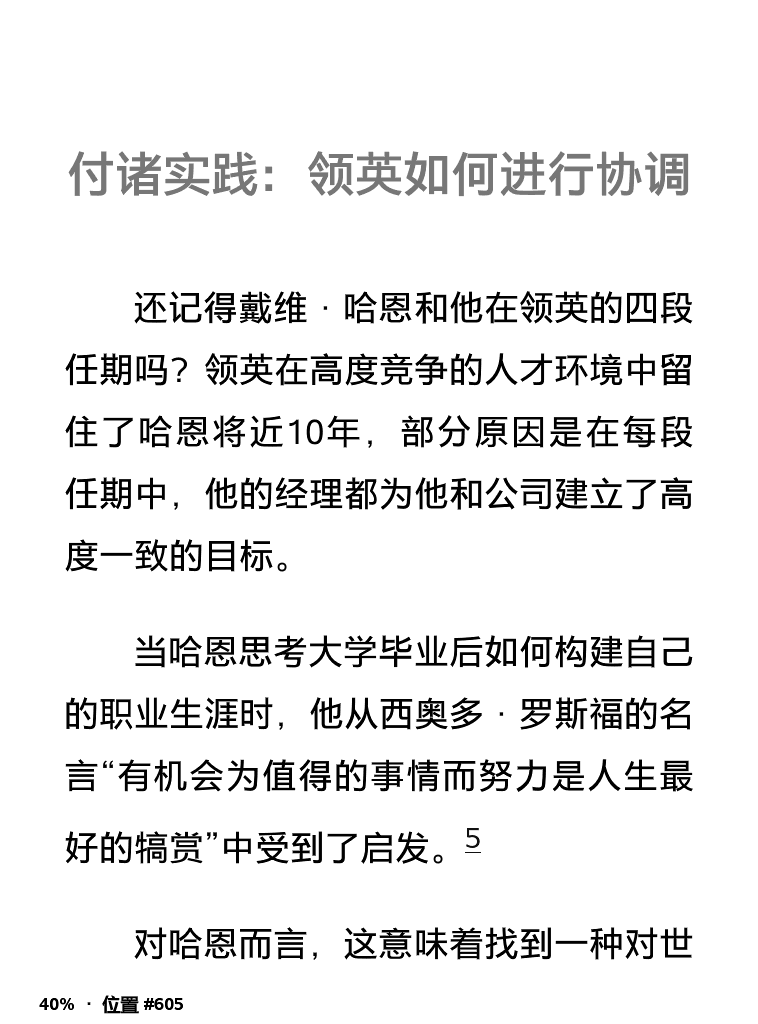 付诸实践：领英如何进行协调
还记得戴维·哈恩和他在领英的四段
任期吗？领英在高度竞争的人才环境中留
住了哈恩将近10年，部分原因是在每段
任期中，他的经理都为他和公司建立了高
度一致的目标。
当哈恩思考大学毕业后如何构建自己
的职业生涯时，他从西奥多·罗斯福的名
言“有机会为值得的事情而努力是人生最
好的犒赏”中受到了启发。5
对哈恩而言，这意味着找到一种对世
40% · 位置 #605